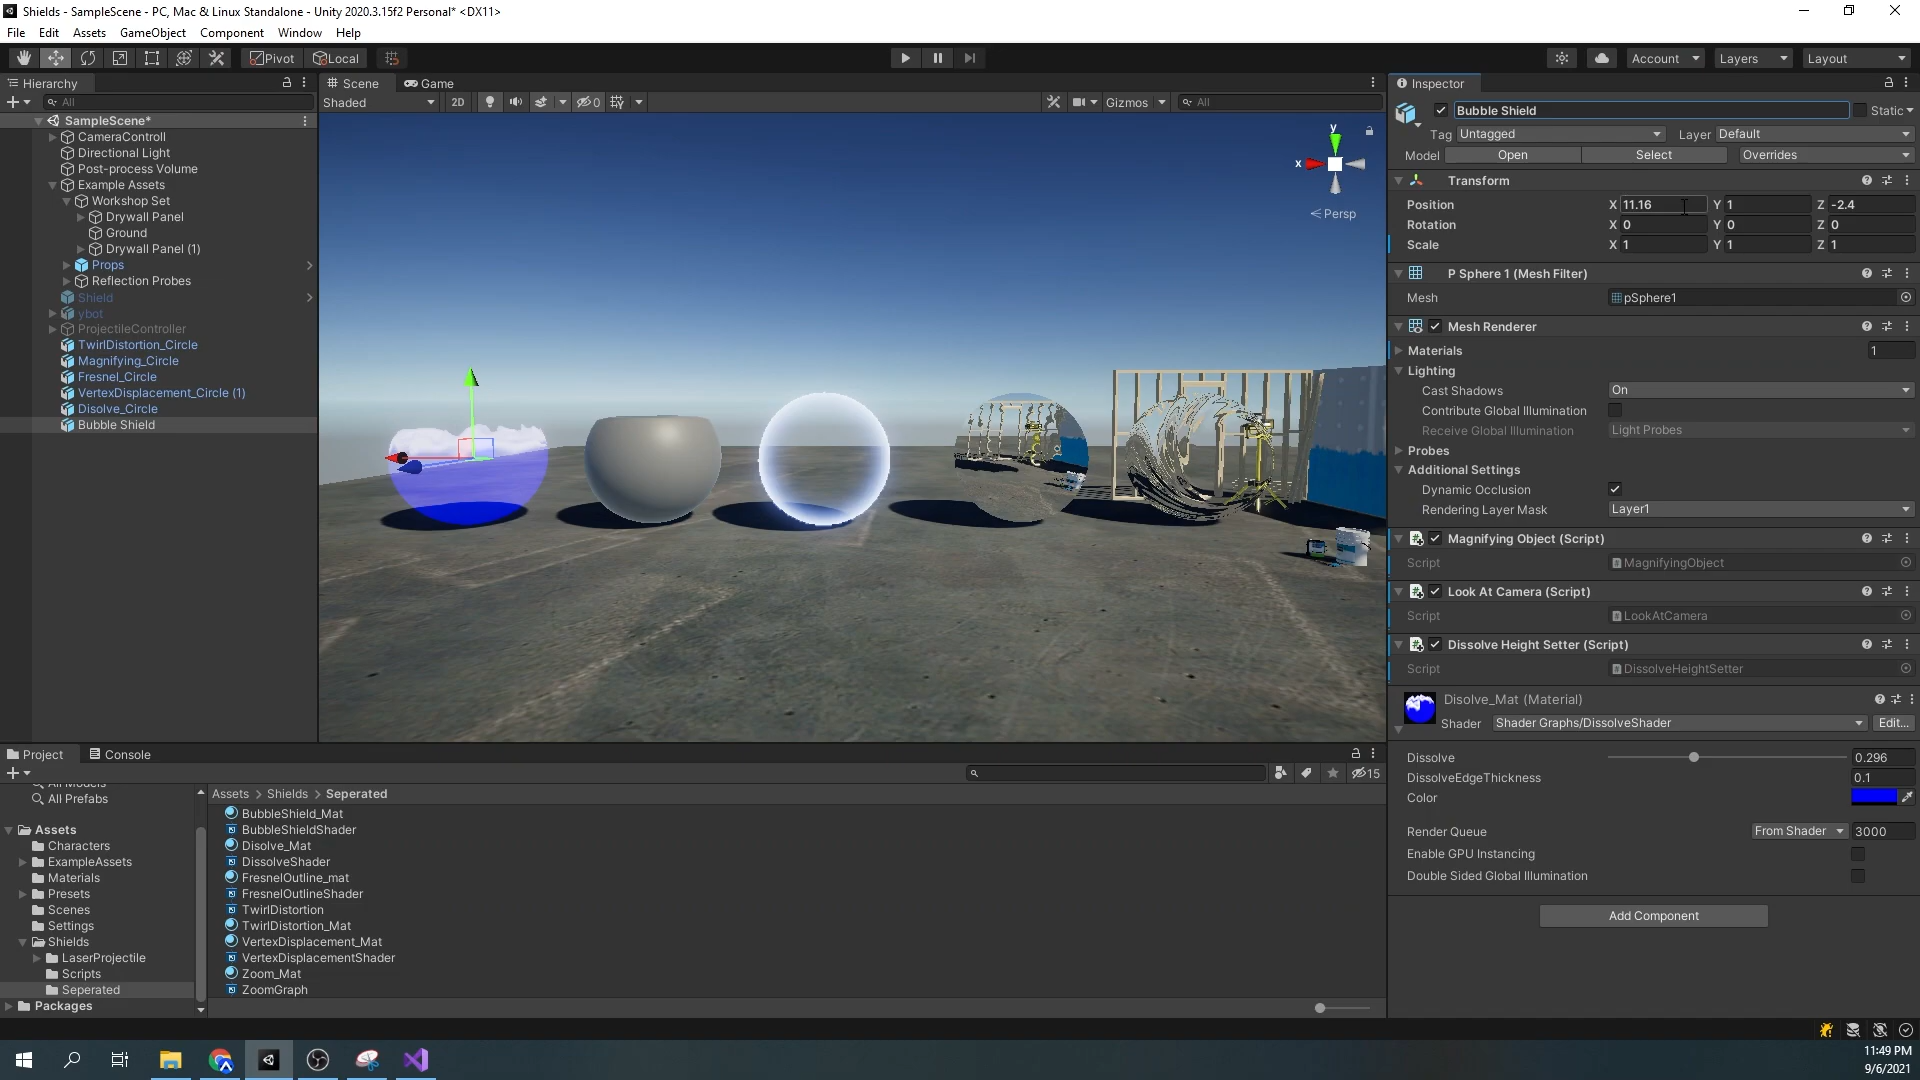 Shields - SampleScene - PC, Mac & Linux Standalone - Unity 2020.3.15f2 Personal* <DX11>
File Edit Assets GameObject Component Window Help
Pivot Local
Account Layers Layout
Hierarchy
All
SampleScene*
CameraControll
Directional Light
Post-process Volume
Example Assets
Workshop Set
Drywall Panel
Ground
Drywall Panel (1)
Props
Reflection Probes
Shield
ybot
ProjectileController
TwirlDistortion_Circle
Magnifying_Circle
Fresnel_Circle
VertexDisplacement_Circle (1)
Disolve_Circle
Bubble Shield
Scene Game
Shaded 2D 0 Gizmos All
y
x
Persp
Inspector
Bubble Shield Static
Tag Untagged Layer Default
Model Open Select Overrides
Transform
Position X 11.16 Y 1 Z -2.4
Rotation X 0 Y 0 Z 0
Scale X 1 Y 1 Z 1
P Sphere 1 (Mesh Filter)
Mesh pSphere1
Mesh Renderer
Materials 1
Lighting
Cast Shadows On
Contribute Global Illumination
Receive Global Illumination Light Probes
Probes
Additional Settings
Dynamic Occlusion
Rendering Layer Mask Layer1
Magnifying Object (Script)
Script MagnifyingObject
Look At Camera (Script)
Script LookAtCamera
Dissolve Height Setter (Script)
Script DissolveHeightSetter
Disolve_Mat (Material)
Shader Shader Graphs/DissolveShader Edit...
Dissolve 0.296
DissolveEdgeThickness 0.1
Color
Render Queue From Shader 3000
Enable GPU Instancing
Double Sided Global Illumination
Add Component
Project Console
15
All Models
All Prefabs
Assets
Characters
ExampleAssets
Materials
Presets
Scenes
Settings
Shields
LaserProjectile
Scripts
Seperated
Packages
Assets > Shields > Seperated
BubbleShield_Mat
BubbleShieldShader
Disolve_Mat
DissolveShader
FresnelOutline_mat
FresnelOutlineShader
TwirlDistortion
TwirlDistortion_Mat
VertexDisplacement_Mat
VertexDisplacementShader
Zoom_Mat
ZoomGraph
11:49 PM
9/6/2021